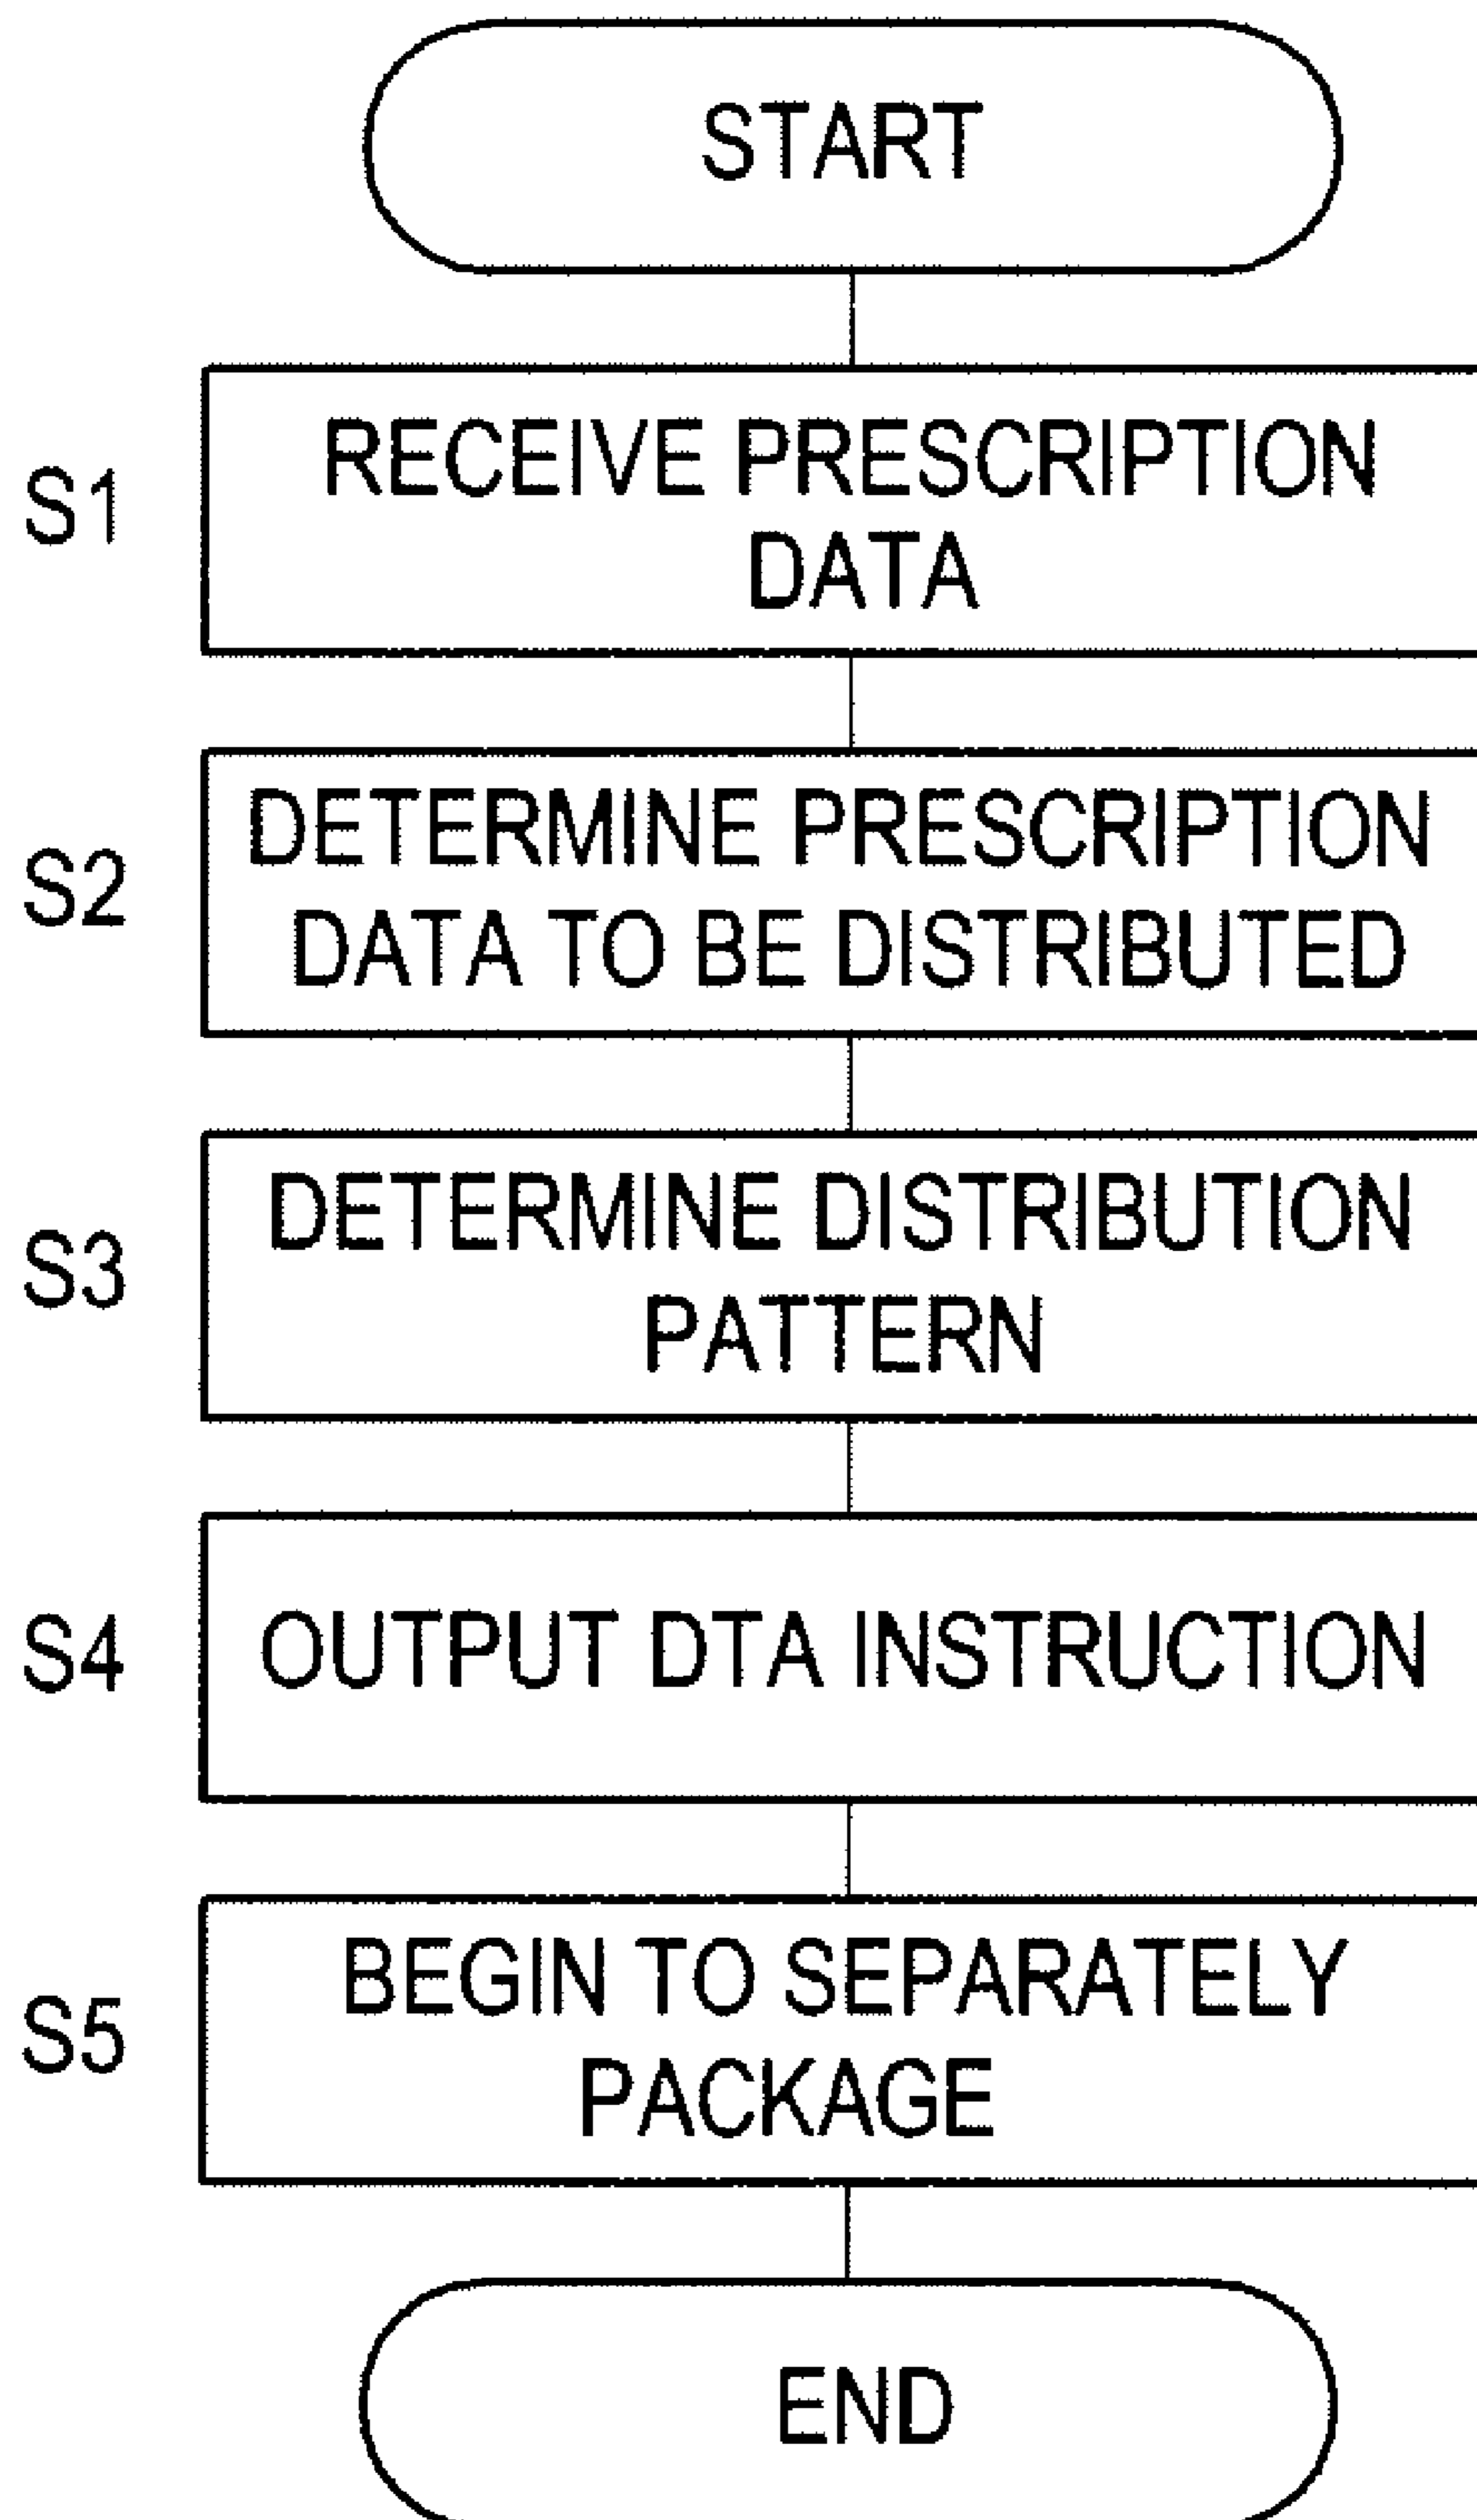 START
S1
RECEIVE PRESCRIPTION
DATA
S2
DETERMINE PRESCRIPTION
DATA TO BE DISTRIBUTED
S3
DETERMINE DISTRIBUTION
PATTERN
S4
OUTPUT DTA INSTRUCTION
S5
BEGIN TO SEPARATELY
PACKAGE
END